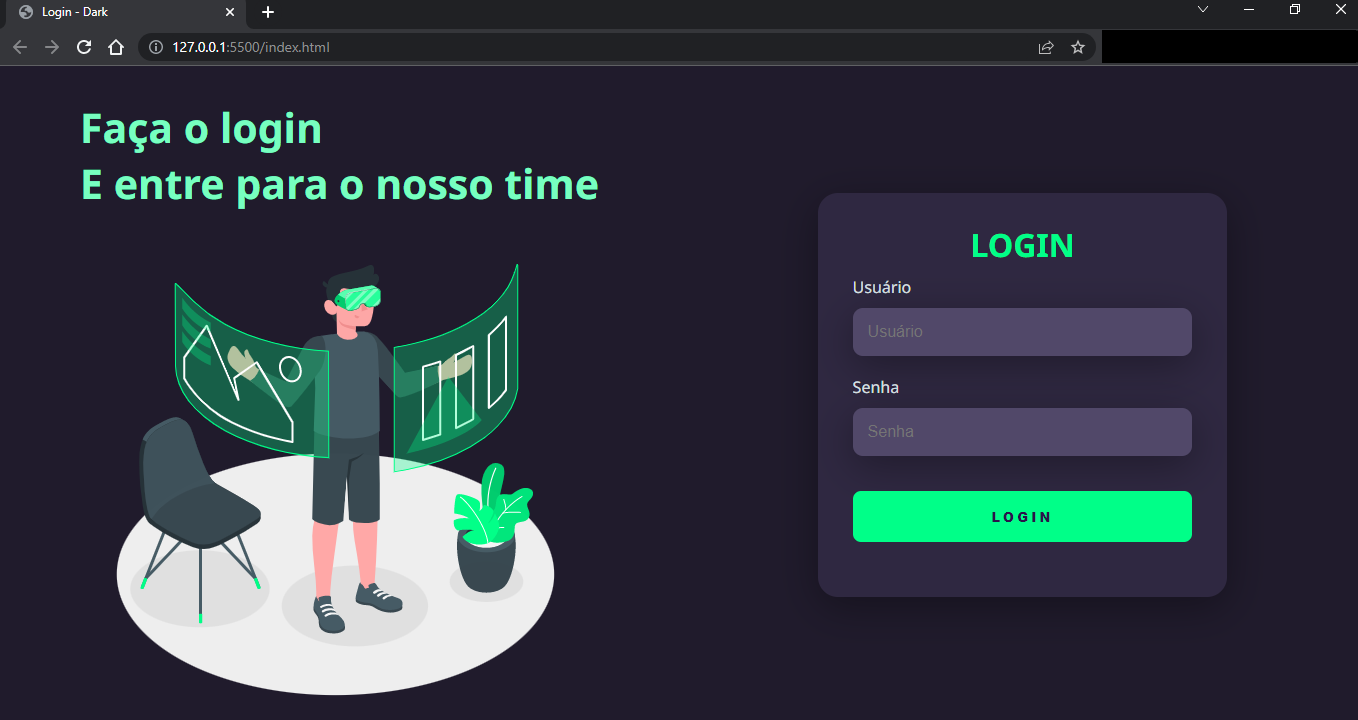 Login - Dark
127.0.0.1:5500/index.html
Faça o login
E entre para o nosso time
LOGIN
Usuário
Usuário
Senha
Senha
LOGIN